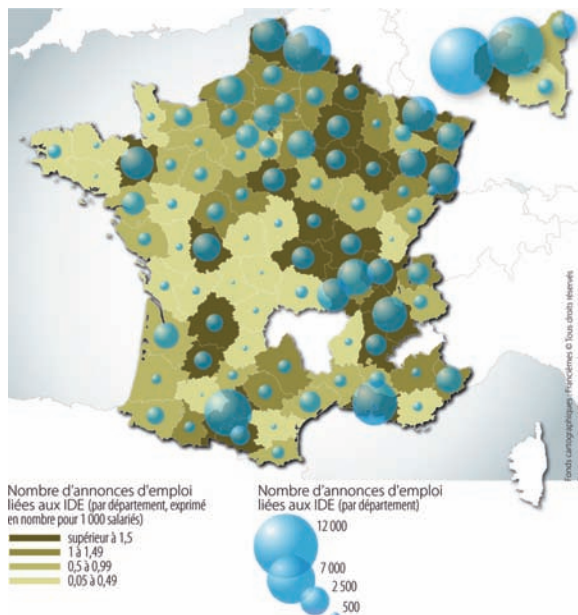 Fonds cartographiques : Francièmes © Tous droits réservés
Nombre d'annonces d'emploi
liées aux IDE (par département, exprimé
en nombre pour 1 000 salariés)
supérieur à 1,5
1 à 1,49
0,5 à 0,99
0,05 à 0,49
Nombre d'annonces d'emploi
liées aux IDE (par département)
12 000
7 000
2 500
500